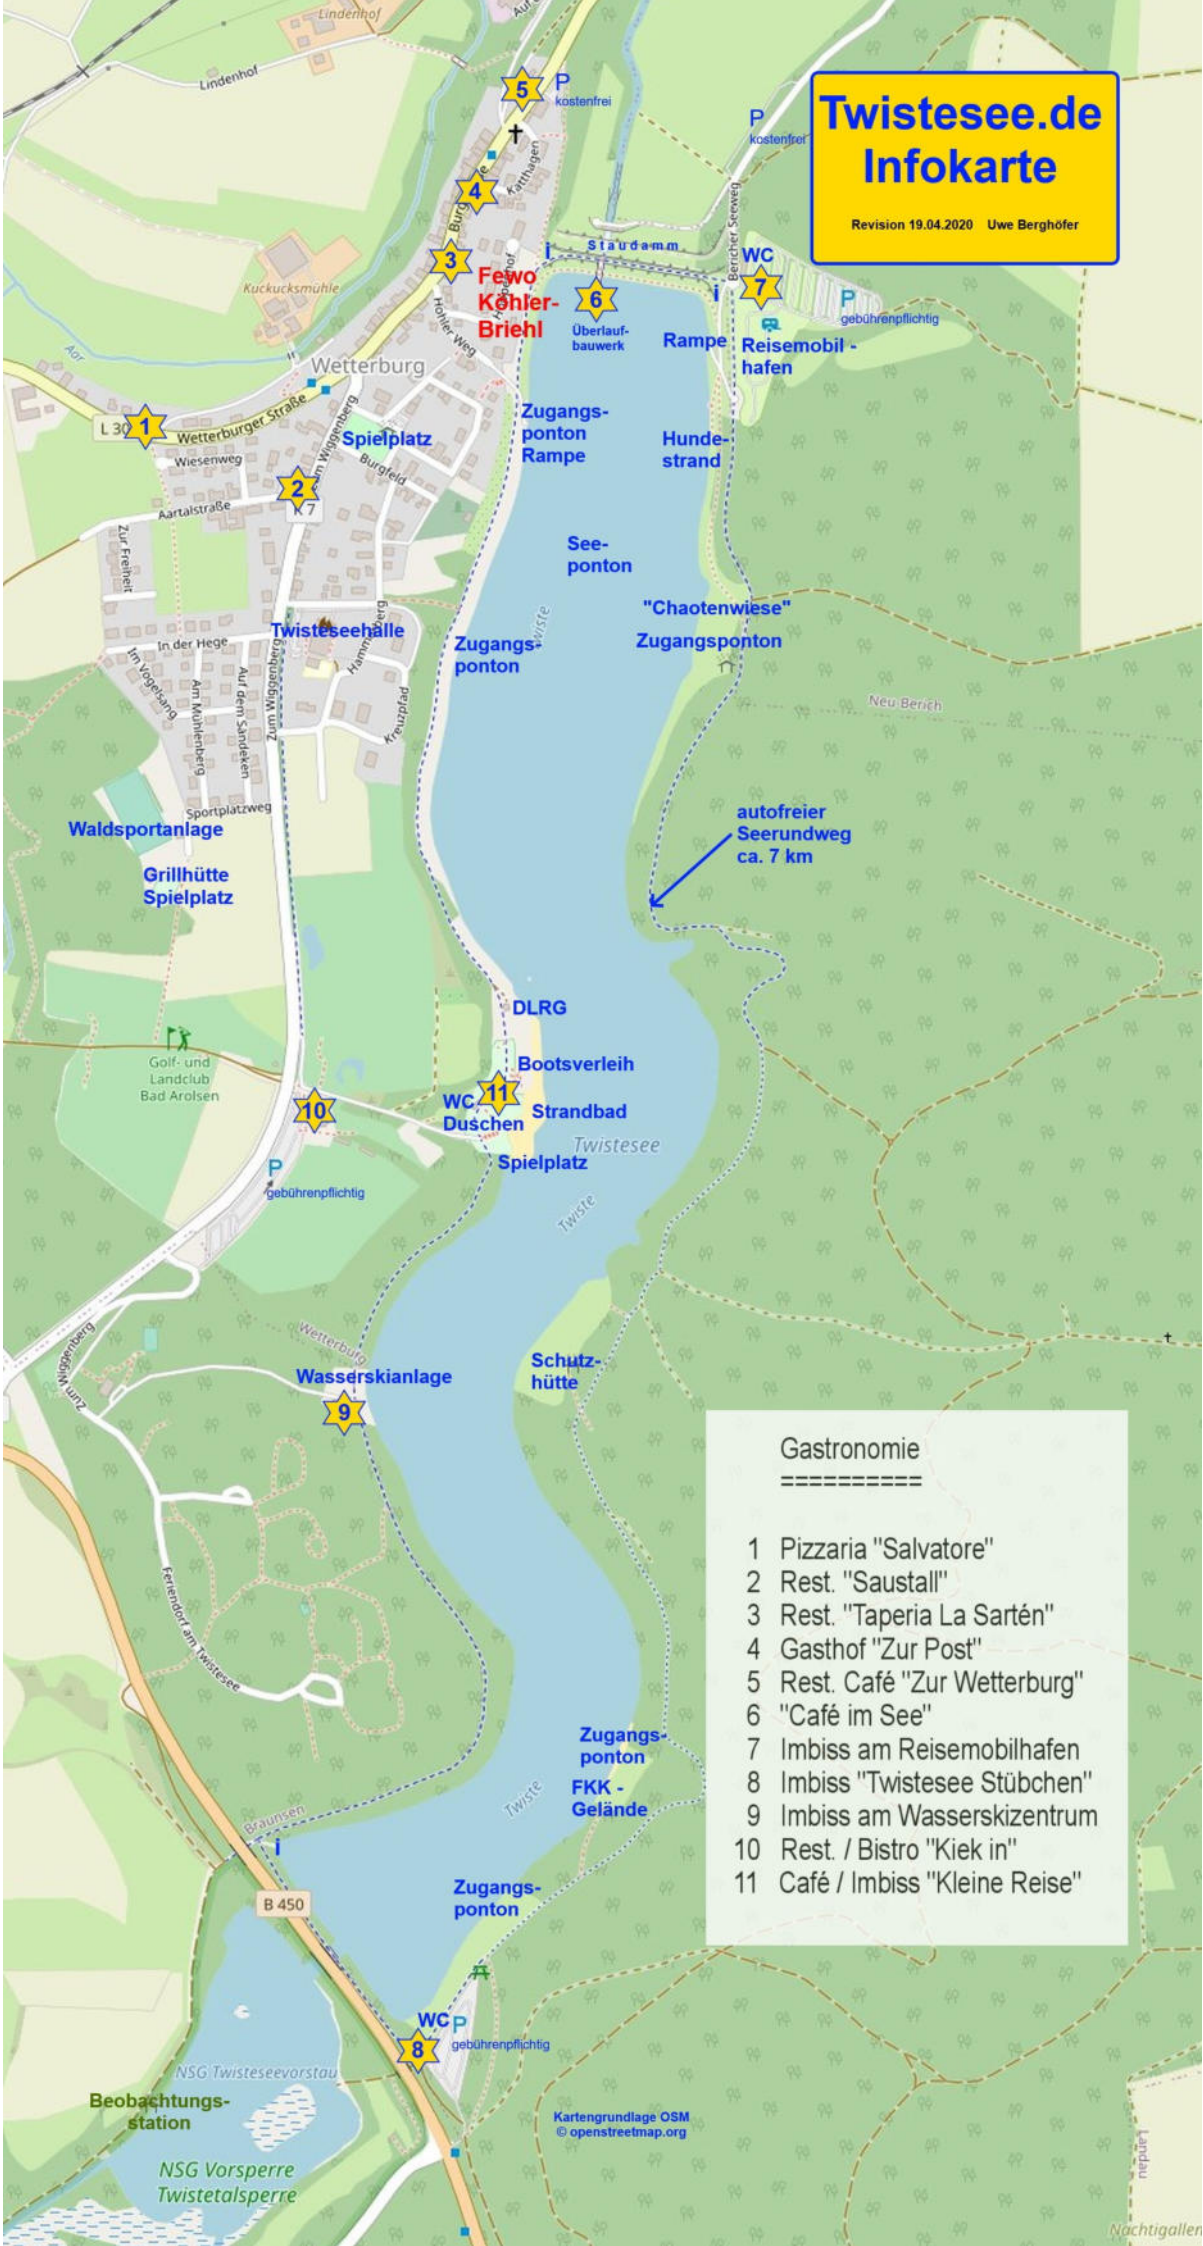 Lindenhof
Lindenhof
5
P
kostenfrei
P
kostenfrei
Twistesee.de
Infokarte
Revision 19.04.2020 Uwe Berghöfer
Katthagen
4
3
Staudamm
i
Bericher Seeweg
WC
7
i
P
gebührenpflichtig
Kuckucksmühle
Fewo
Köhler-
Briehl
6
Überlauf-
bauwerk
Rampe
Reisemobil -
hafen
Hohler Weg
Aar
Wetterburg
1
Wetterburger Straße
Zugangs-
ponton
Rampe
Spielplatz
Hunde-
strand
Wiesenweg
Burgfeld
2
K 7
Aartalstraße
Zur Freiheit
See-
ponton
Twiste
"Chaotenwiese"
Zugangsponton
Twisteseehalle
Hammerberg
In der Hege
Zugangs-
ponton
Im Vogelsang
Am Mühlenberg
Auf dem Sandeken
Zum Wiggenberg
Kreuzpfad
Neu Berich
Sportplatzweg
Waldsportanlage
autofreier
Seerundweg
ca. 7 km
Grillhütte
Spielplatz
DLRG
Golf- und
Landclub
Bad Arolsen
Bootsverleih
11
10
WC
Duschen
Strandbad
Twistesee
Spielplatz
P
gebührenpflichtig
Twiste
Wetterburg
Zum Wiggenberg
Schutz-
hütte
Wasserskianlage
9
Gastronomie
==========
1 Pizzaria "Salvatore"
2 Rest. "Saustall"
3 Rest. "Taperia La Sartén"
4 Gasthof "Zur Post"
5 Rest. Café "Zur Wetterburg"
6 "Café im See"
7 Imbiss am Reisemobilhafen
8 Imbiss "Twistesee Stübchen"
9 Imbiss am Wasserskizentrum
10 Rest. / Bistro "Kiek in"
11 Café / Imbiss "Kleine Reise"
Feriendorf am Twistesee
Zugangs-
ponton
FKK -
Gelände
Twiste
Braunsen
i
B 450
Zugangs-
ponton
WC
P
gebührenpflichtig
8
NSG Twisteseevorstau
Beobachtungs-
station
Kartengrundlage OSM
© openstreetmap.org
NSG Vorsperre
Twistetalsperre
Landau